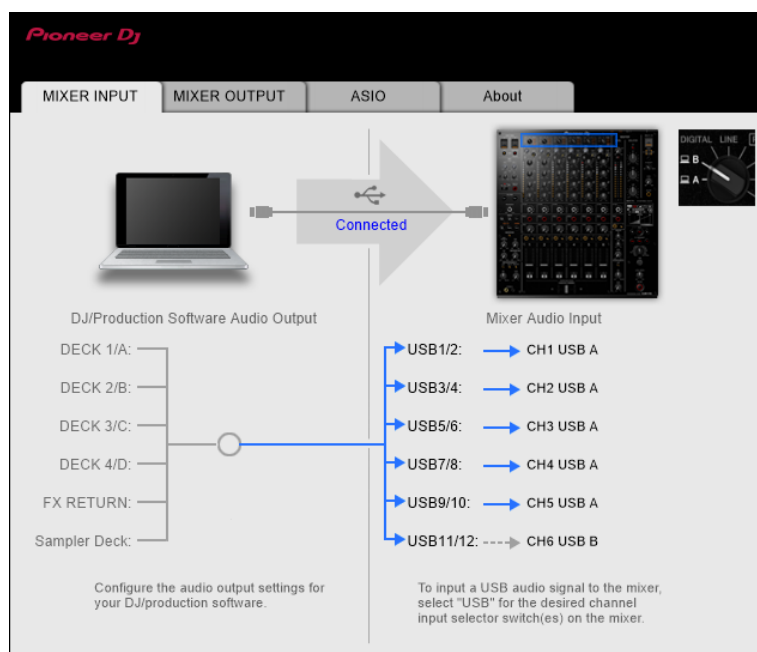 Pioneer Dj
MIXER INPUT
MIXER OUTPUT
ASIO
About
DIGITAL LINE
B
A
Connected
DJ/Production Software Audio Output
Mixer Audio Input
DECK 1/A:
DECK 2/B:
DECK 3/C:
DECK 4/D:
FX RETURN:
Sampler Deck:
USB1/2: CH1 USB A
USB3/4: CH2 USB A
USB5/6: CH3 USB A
USB7/8: CH4 USB A
USB9/10: CH5 USB A
USB11/12: CH6 USB B
Configure the audio output settings for
your DJ/production software.
To input a USB audio signal to the mixer,
select "USB" for the desired channel
input selector switch(es) on the mixer.